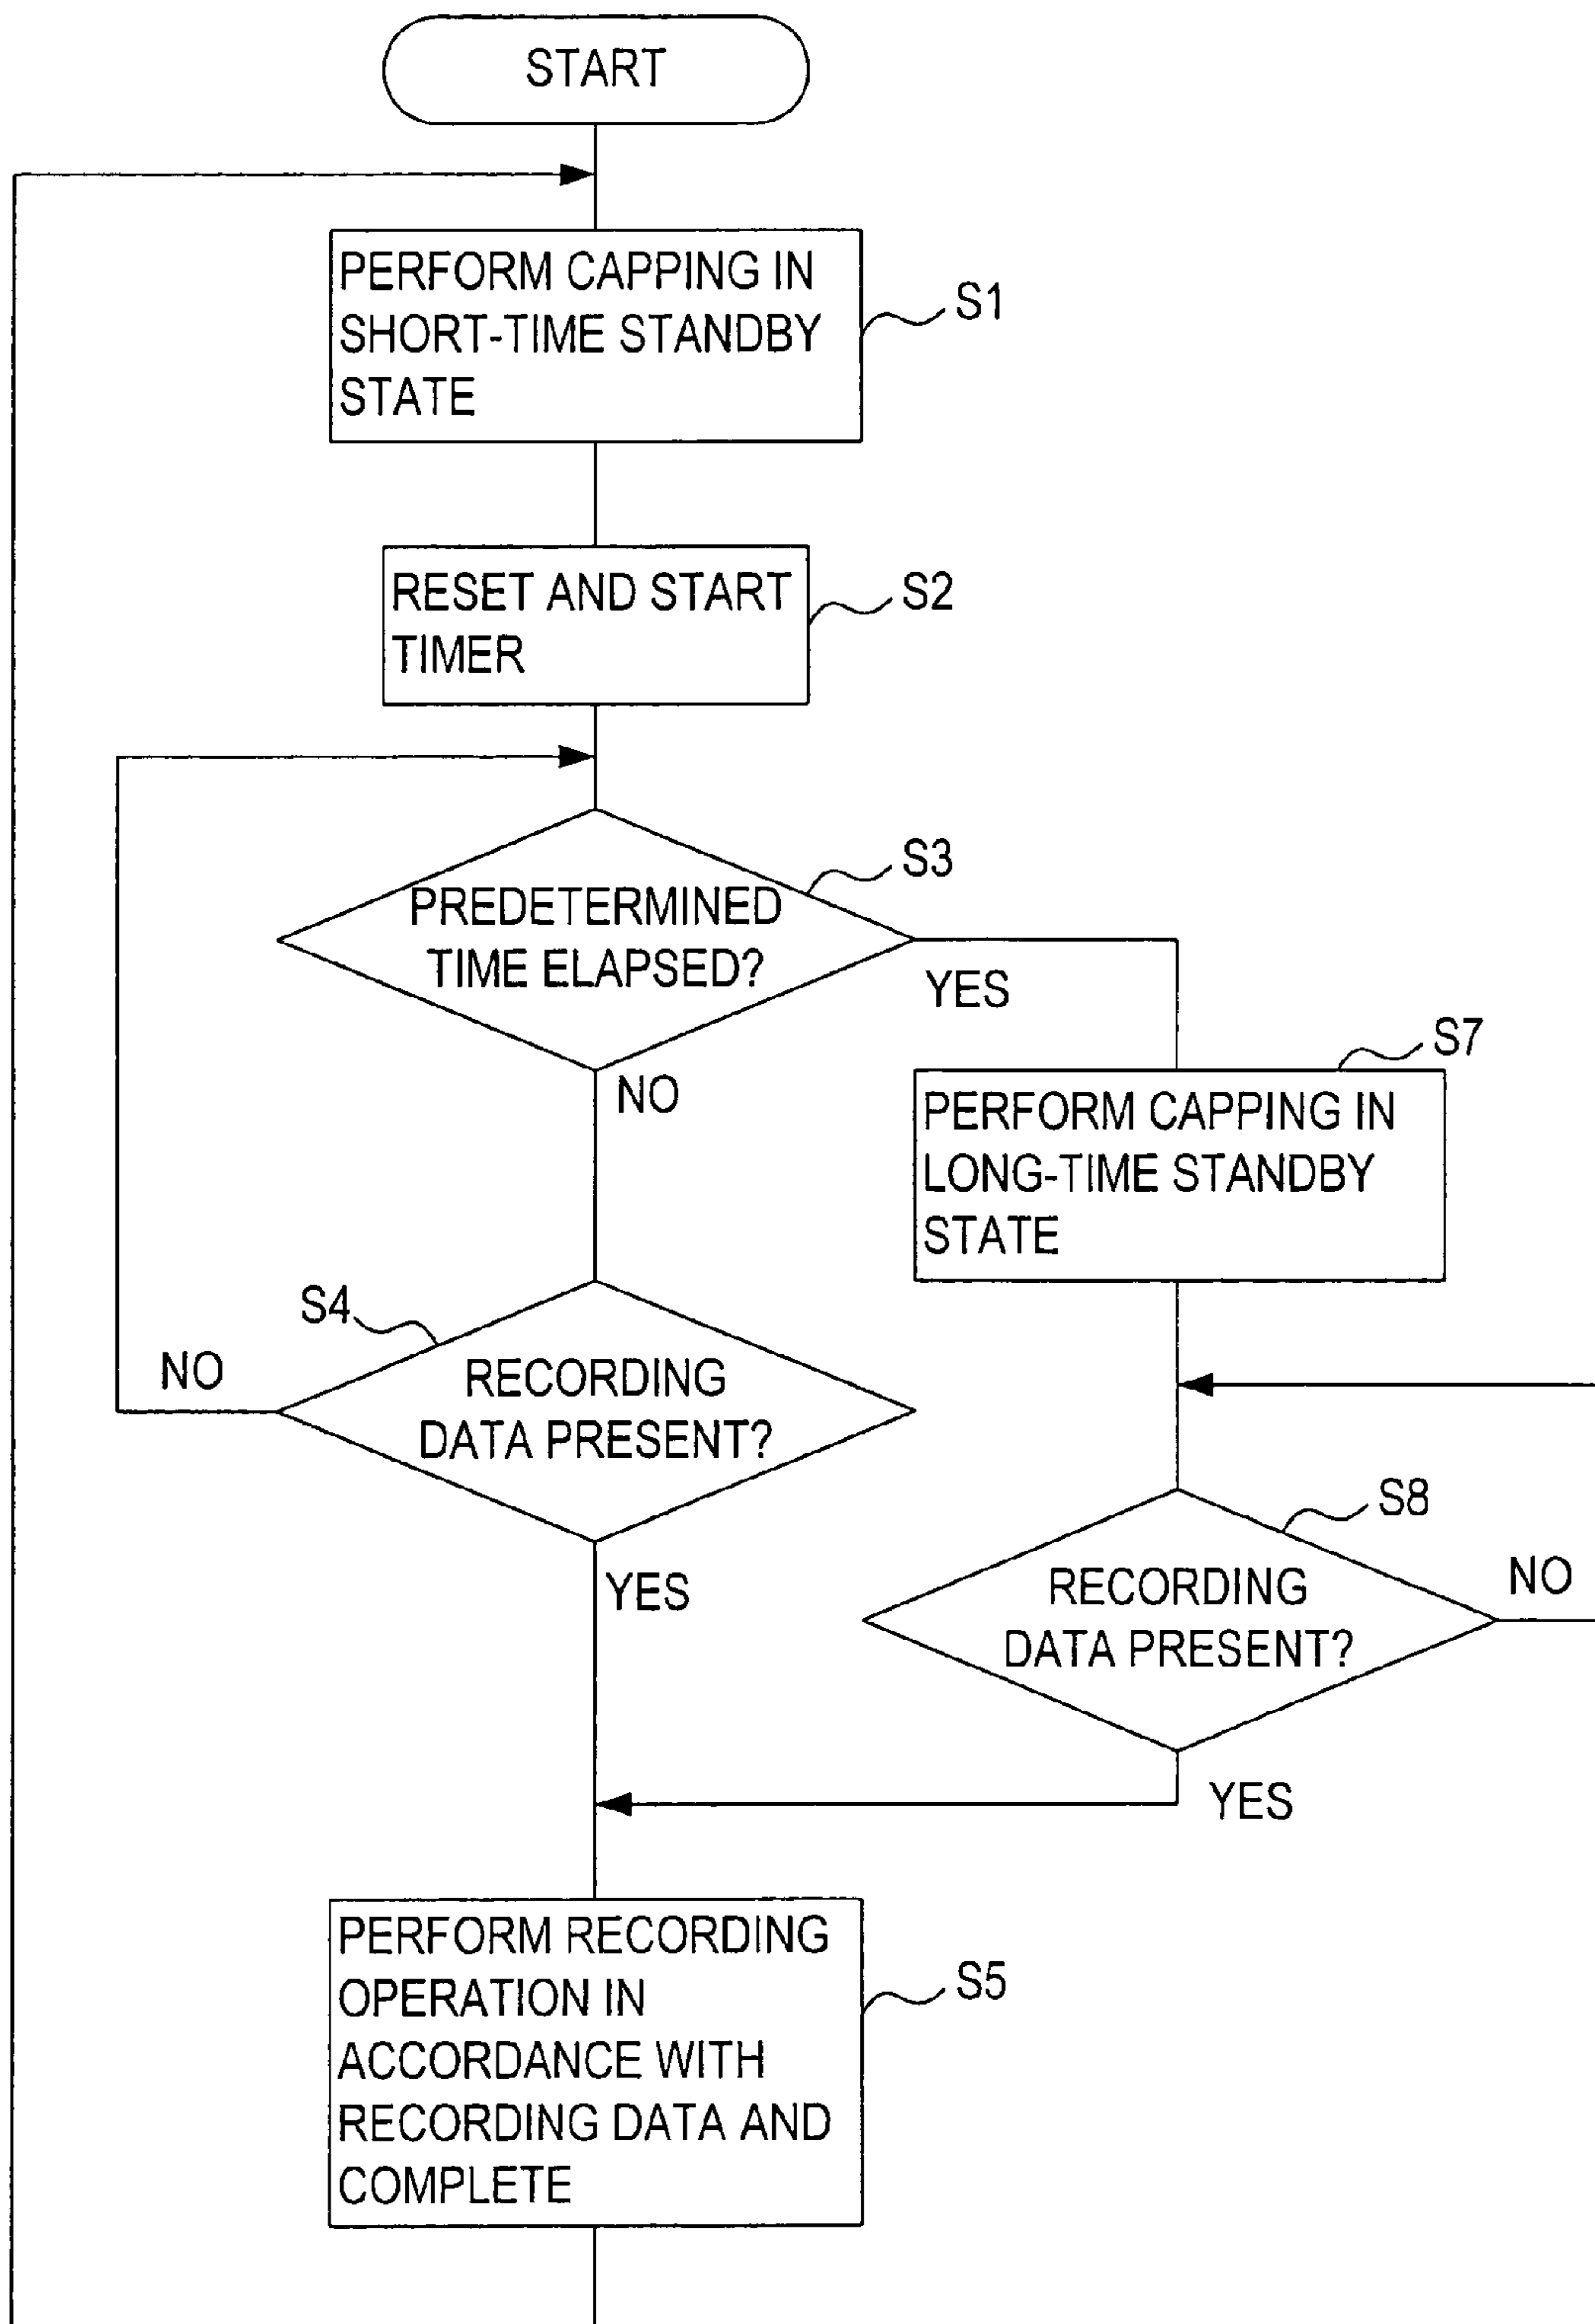 START
PERFORM CAPPING IN
SHORT-TIME STANDBY
STATE
S1
RESET AND START
TIMER
S2
S3
PREDETERMINED
TIME ELAPSED?
YES
NO
S7
PERFORM CAPPING IN
LONG-TIME STANDBY
STATE
S4
NO
RECORDING
DATA PRESENT?
YES
S8
RECORDING
DATA PRESENT?
NO
YES
PERFORM RECORDING
OPERATION IN
ACCORDANCE WITH
RECORDING DATA AND
COMPLETE
S5